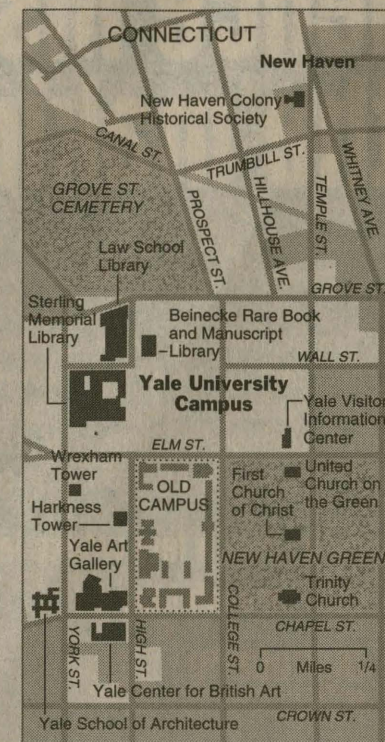 CONNECTICUT
New Haven
New Haven Colony
Historical Society
CANAL ST.
TRUMBULL ST.
WHITNEY AVE.
GROVE ST.
CEMETERY
PROSPECT ST.
HILLHOUSE AVE.
TEMPLE ST.
Law School
Library
GROVE ST.
Sterling
Memorial
Library
Beinecke Rare Book
and Manuscript
Library
WALL ST.
Yale University
Campus
Yale Visitor
Information
Center
ELM ST.
Wrexham
Tower
OLD
CAMPUS
First
Church
of Christ
United
Church on
the Green
Harkness
Tower
NEW HAVEN GREEN
Yale Art
Gallery
Trinity
Church
YORK ST.
HIGH ST.
COLLEGE ST.
CHAPEL ST.
0 Miles 1/4
Yale Center for British Art
Yale School of Architecture
CROWN ST.